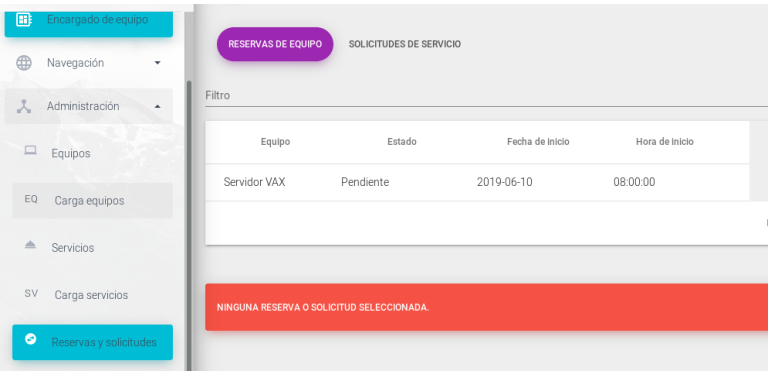 Encargado de equipo
Navegación
Administración
Equipos
EQ Carga equipos
Servicios
SV Carga servicios
Reservas y solicitudes
RESERVAS DE EQUIPO SOLICITUDES DE SERVICIO
Filtro
Equipo Estado Fecha de inicio Hora de inicio
Servidor VAX Pendiente 2019-06-10 08:00:00
NINGUNA RESERVA O SOLICITUD SELECCIONADA.